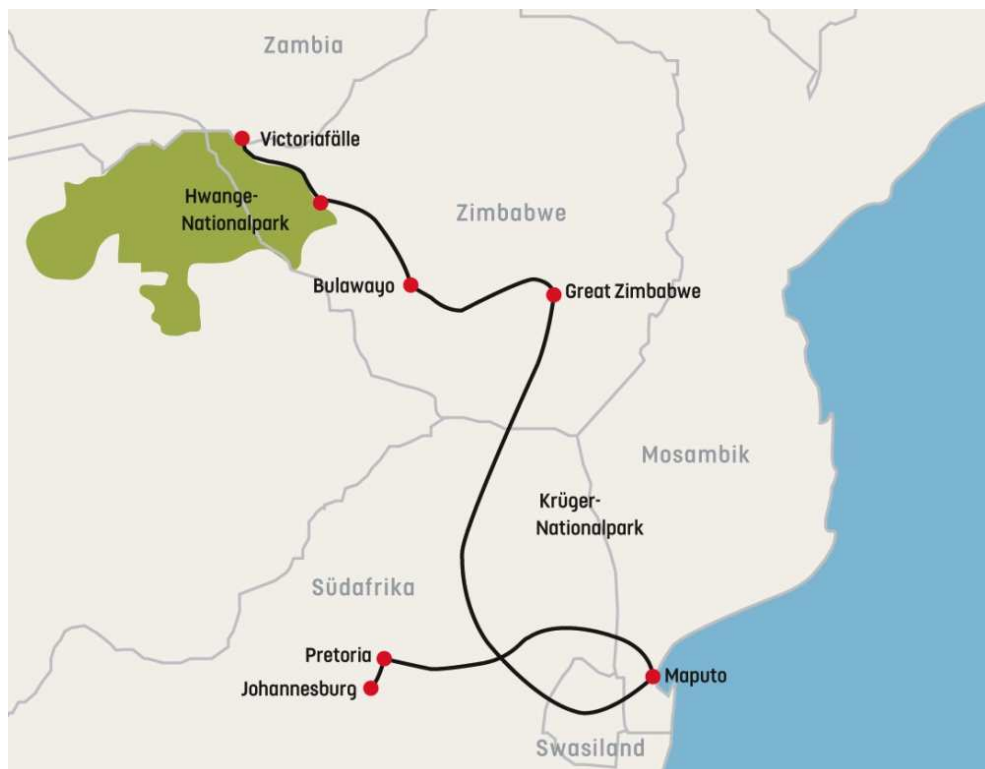 Zambia
Victoriafälle
Hwange-
Nationalpark
Zimbabwe
Bulawayo
Great Zimbabwe
Mosambik
Krüger-
Nationalpark
Südafrika
Pretoria
Johannesburg
Maputo
Swasiland